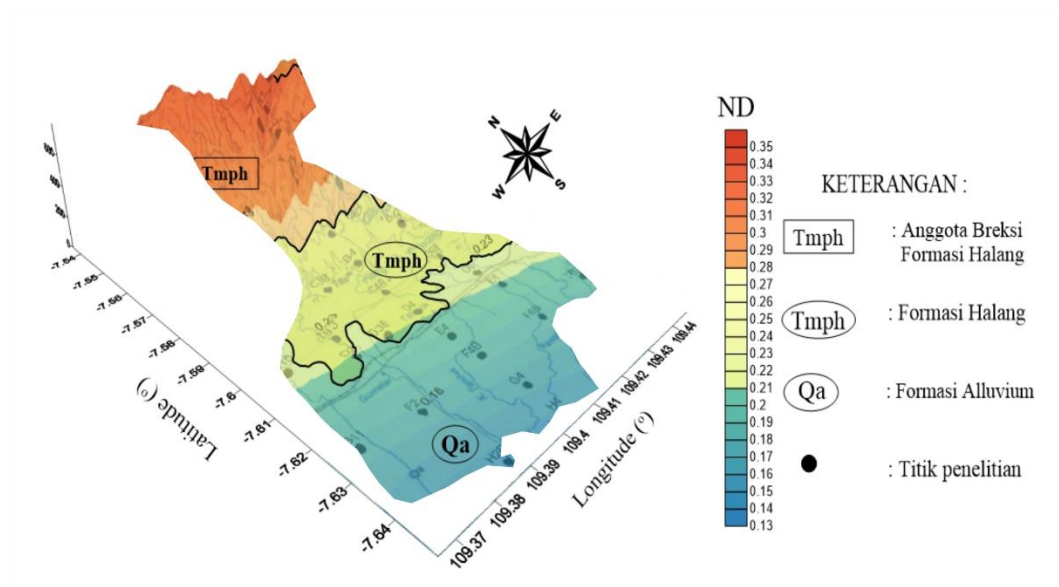 ND
0.35
0.34
0.33
0.32
0.31
0.3
0.29
0.28
0.27
0.26
0.25
0.24
0.23
0.22
0.21
0.2
0.19
0.18
0.17
0.16
0.15
0.14
0.13
KETERANGAN :
Tmph : Anggota Breksi
Formasi Halang
Tmph : Formasi Halang
Qa : Formasi Alluvium
: Titik penelitian
N E
W S
Tmph
Tmph
Qa
0.23
E4
F4B
G4
F2
0.18
-7.54
-7.55
-7.56
-7.57
-7.58
-7.59
-7.6
-7.61
-7.62
-7.63
-7.64
Latitude (º)
109.37
109.38
109.39
109.4
109.41
109.42
109.43
109.44
Longitude (º)